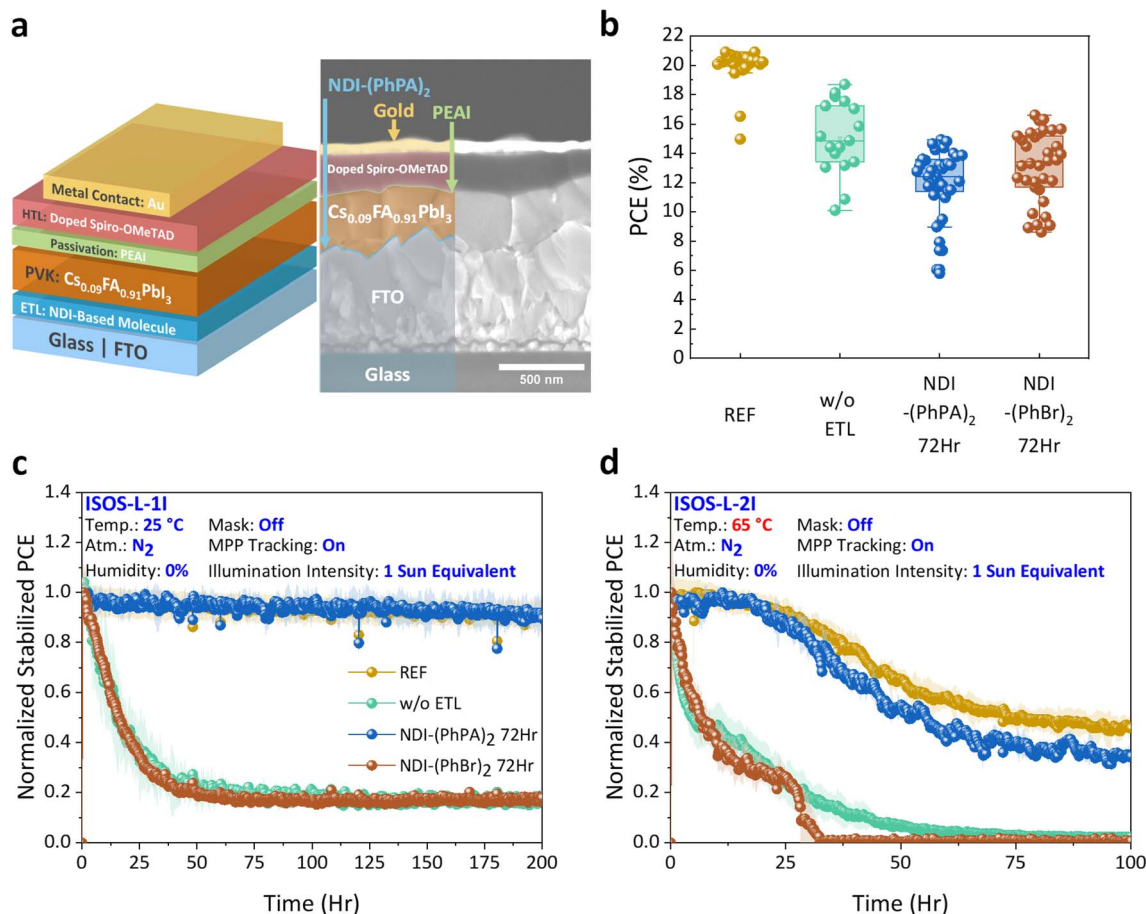 a
Metal Contact: Au
HTL: Doped Spiro-OMeTAD
Passivation: PEAI
PVK: Cs0.09FA0.91PbI3
ETL: NDI-Based Molecule
Glass | FTO
NDI-(PhPA)2
Gold
PEAI
Doped Spiro-OMeTAD
Cs0.09FA0.91PbI3
FTO
Glass
500 nm
b
PCE (%)
22
20
18
16
14
12
10
8
6
4
2
0
REF
w/o
ETL
NDI
-(PhPA)2
72Hr
NDI
-(PhBr)2
72Hr
c
Normalized Stabilized PCE
1.4
1.2
1.0
0.8
0.6
0.4
0.2
0.0
ISOS-L-1I
Temp.: 25 °C Mask: Off
Atm.: N2 MPP Tracking: On
Humidity: 0% Illumination Intensity: 1 Sun Equivalent
REF
w/o ETL
NDI-(PhPA)2 72Hr
NDI-(PhBr)2 72Hr
0 25 50 75 100 125 150 175 200
Time (Hr)
d
Normalized Stabilized PCE
1.4
1.2
1.0
0.8
0.6
0.4
0.2
0.0
ISOS-L-2I
Temp.: 65 °C Mask: Off
Atm.: N2 MPP Tracking: On
Humidity: 0% Illumination Intensity: 1 Sun Equivalent
0 25 50 75 100
Time (Hr)